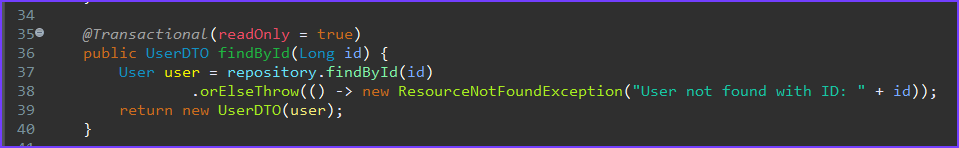 34
35 @Transactional(readOnly = true)
36 public UserDTO findById(Long id) {
37 User user = repository.findById(id)
38 .orElseThrow(() -> new ResourceNotFoundException("User not found with ID: " + id));
39 return new UserDTO(user);
40 }